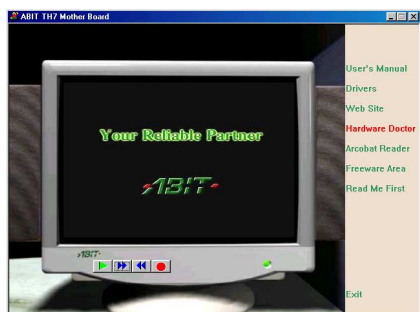 ABIT TH7 Mother Board
User's Manual
Drivers
Web Site
Hardware Doctor
Arcobat Reader
Freeware Area
Read Me First
Exit
Your Reliable Partner
ABIT
ABIT